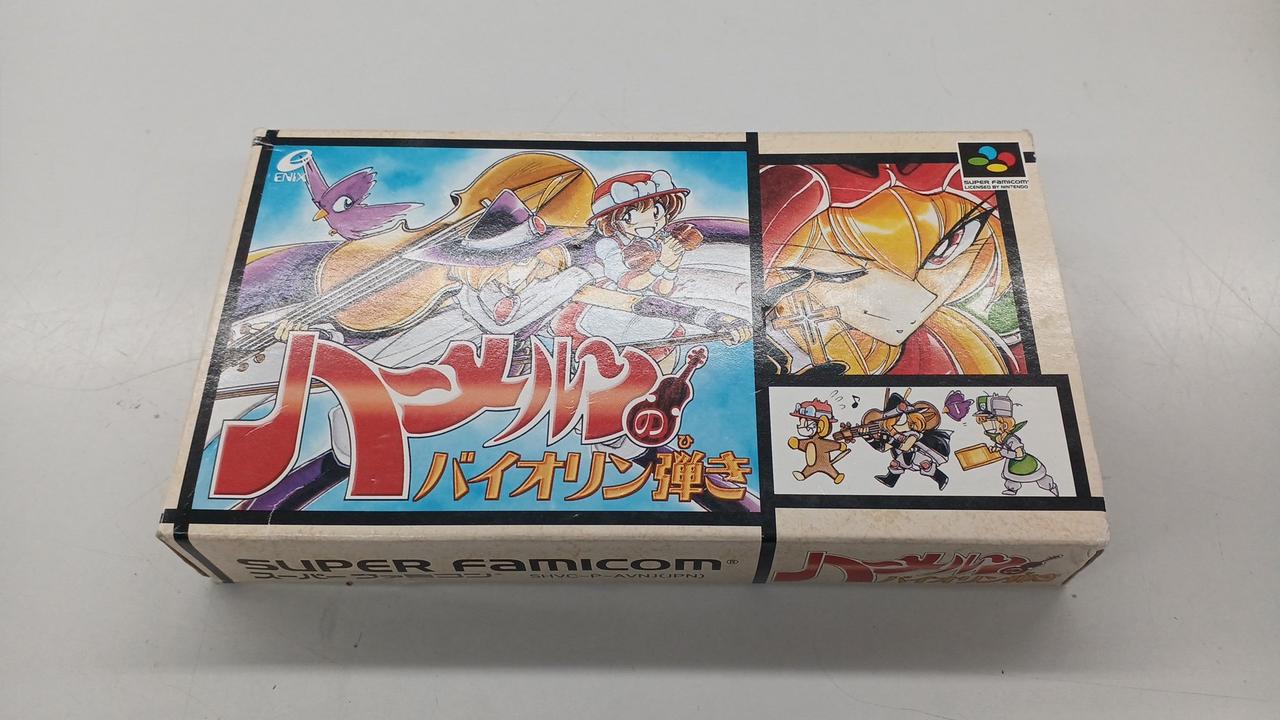 ENIX
SUPER FAMICOM
LICENSED BY NINTENDO
ハーメルンの
バイオリン弾き
ひ
SUPER FAMICOM®
スーパーファミコン
SHVC-P-AVNJ(JPN)
ハーメルンの
バイオリン弾き